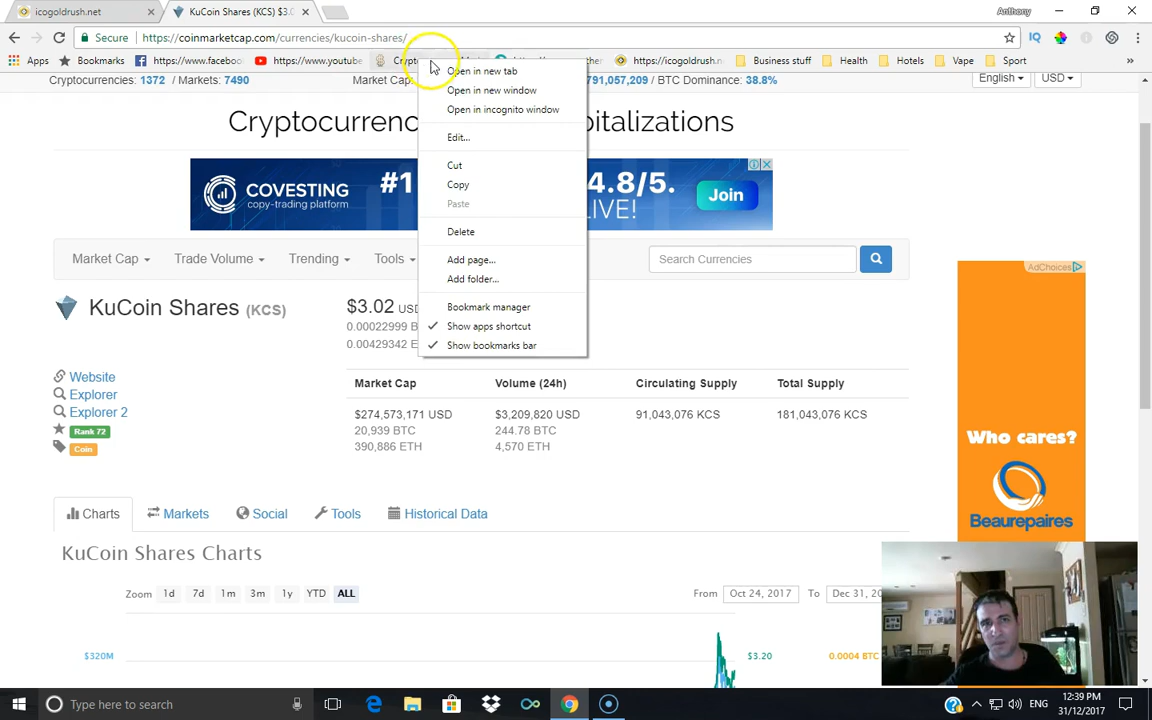 icogoldrush.net
KuCoin Shares (KCS) $3.0
Anthony
Secure
https://coinmarketcap.com/currencies/kucoin-shares/
Apps
Bookmarks
https://www.faceboo
https://www.youtube
https://icogoldrush.ne
Business stuff
Health
Hotels
Vape
Sport
Cryptocurrencies: 1372 / Markets: 7490
791,057,209 / BTC Dominance: 38.8%
English
USD
Open in new tab
Open in new window
Open in incognito window
Edit...
Cut
Copy
Paste
Delete
Add page...
Add folder...
Bookmark manager
Show apps shortcut
Show bookmarks bar
COVESTING
copy-trading platform
#1
4.8/5.
LIVE!
Join
Market Cap
Trade Volume
Trending
Tools
Search Currencies
KuCoin Shares (KCS)
$3.02
0.00022999
0.00429342
Website
Explorer
Explorer 2
Rank 72
Coin
Market Cap
Volume (24h)
Circulating Supply
Total Supply
$274,573,171 USD
$3,209,820 USD
91,043,076 KCS
181,043,076 KCS
20,939 BTC
244.78 BTC
390,886 ETH
4,570 ETH
AdChoices
Who cares?
Beaurepaires
Charts
Markets
Social
Tools
Historical Data
KuCoin Shares Charts
Zoom
1d
7d
1m
3m
1y
YTD
ALL
From
Oct 24, 2017
To
Dec 31, 20
$320M
$3.20
0.0004 BTC
Type here to search
ENG
12:39 PM
31/12/2017